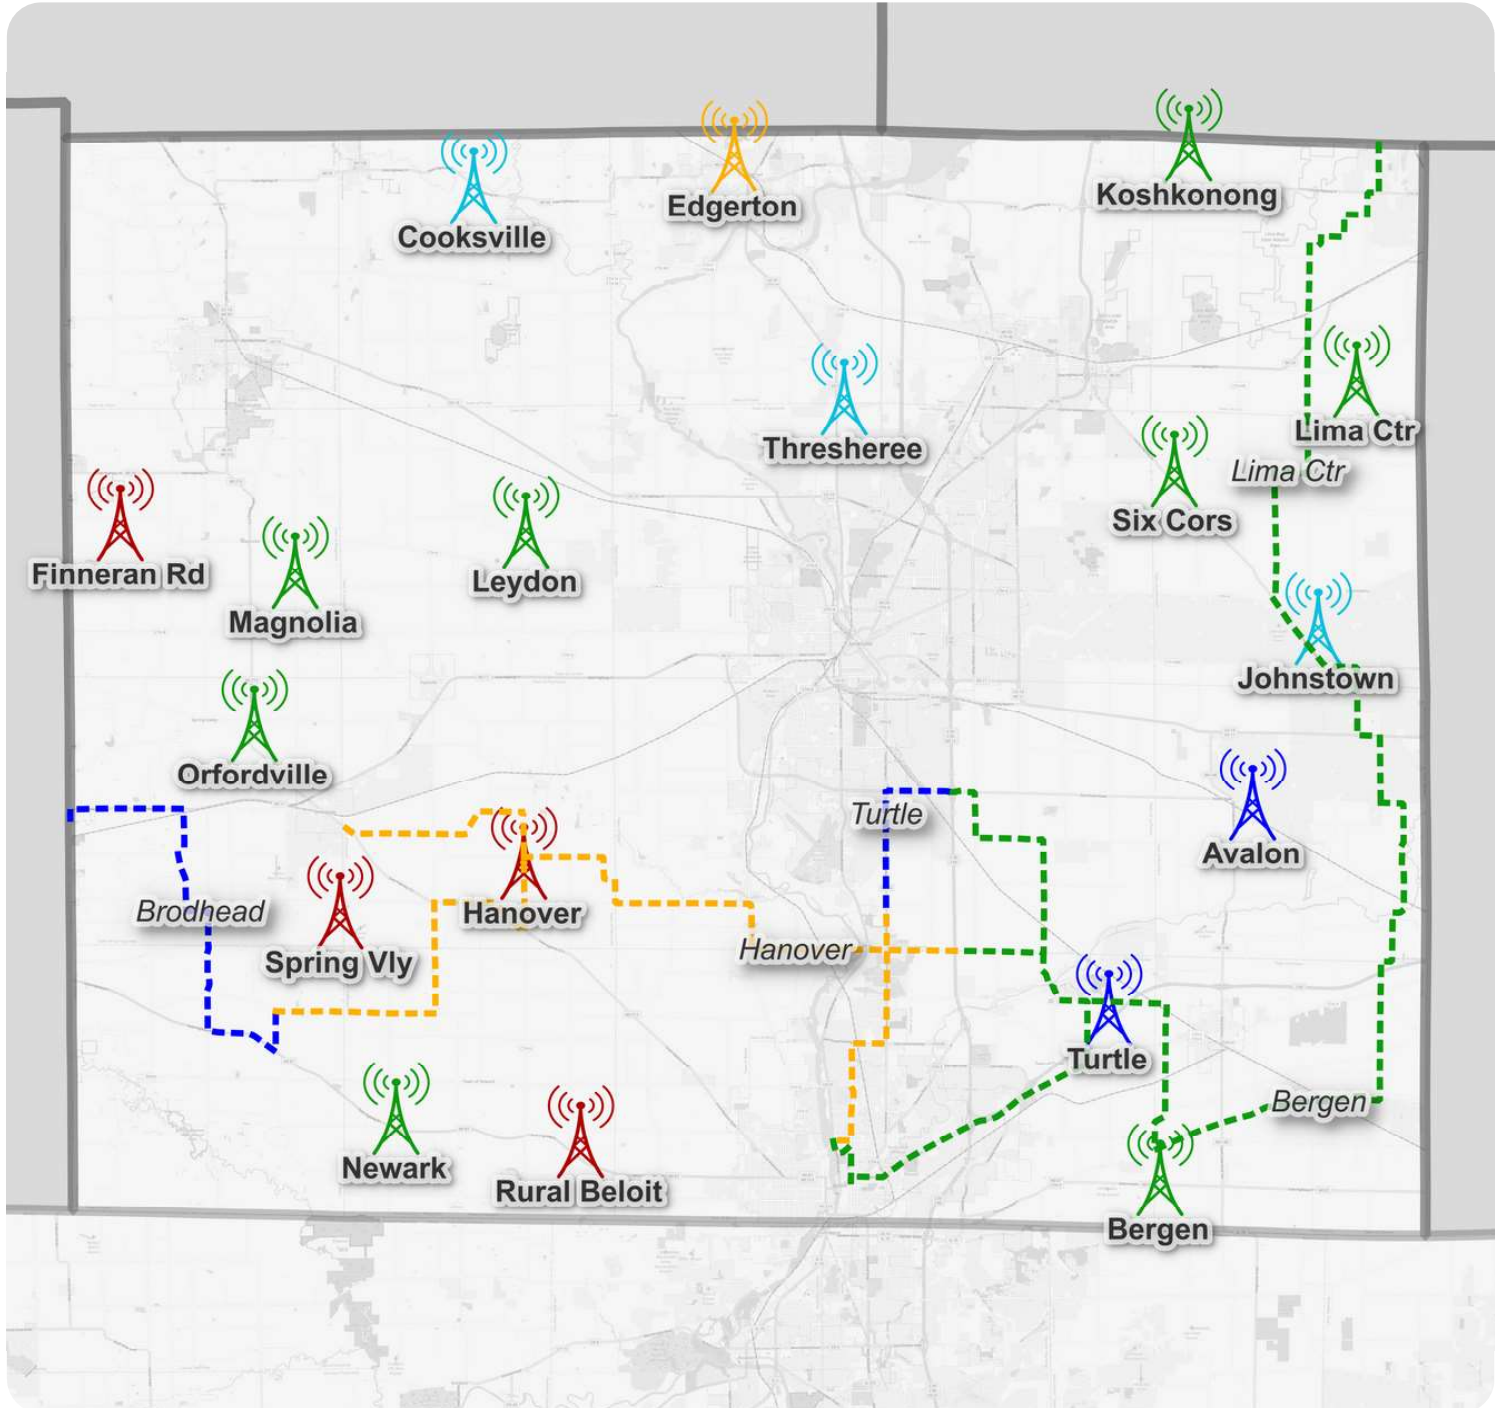 Koshkonong
Edgerton
Cooksville
Lima Ctr
Thresheree
Lima Ctr
Six Cors
Finneran Rd
Leydon
Magnolia
Johnstown
Orfordville
Turtle
Avalon
Brodhead
Hanover
Hanover
Spring Vly
Turtle
Bergen
Newark
Rural Beloit
Bergen